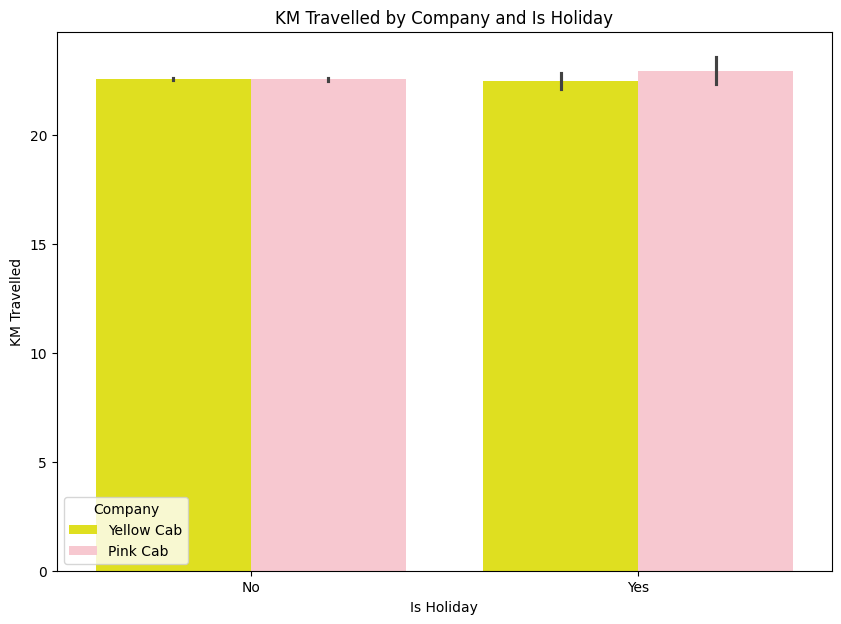 KM Travelled by Company and Is Holiday
KM Travelled
20
15
10
5
0
Company
Yellow Cab
Pink Cab
No
Yes
Is Holiday